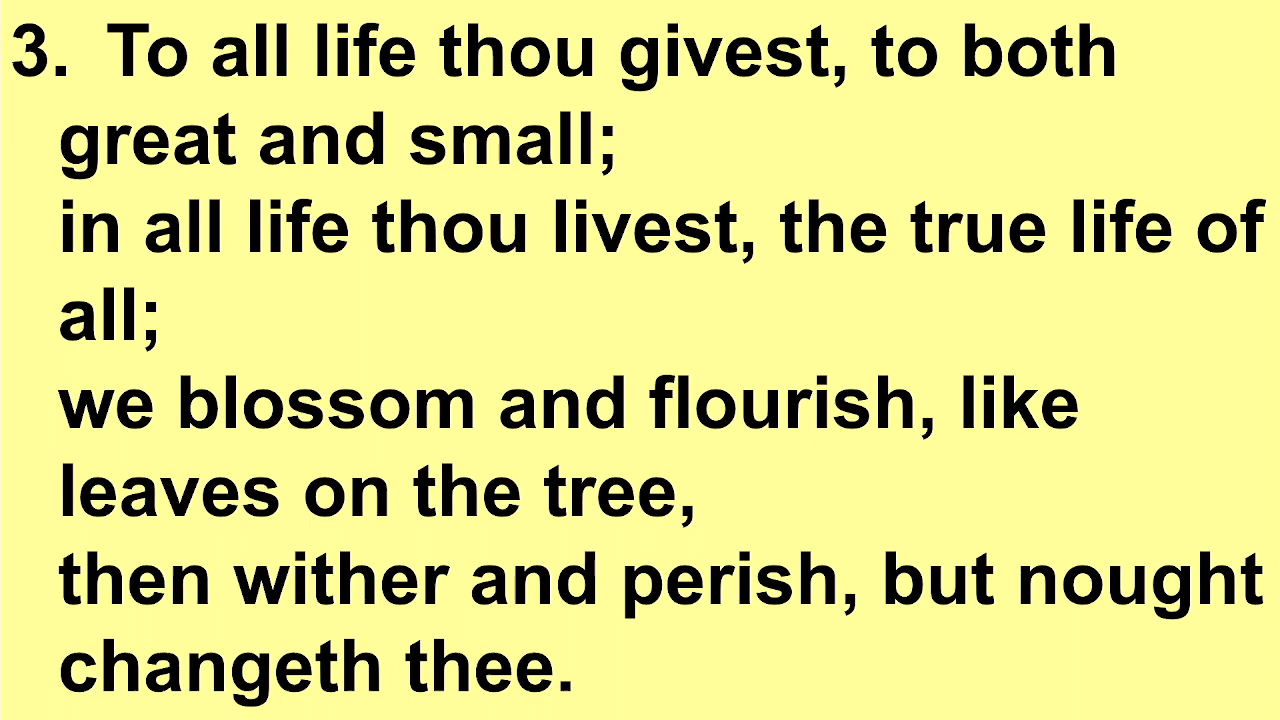 3. To all life thou givest, to both
great and small;
in all life thou livest, the true life of
all;
we blossom and flourish, like
leaves on the tree,
then wither and perish, but nought
changeth thee.